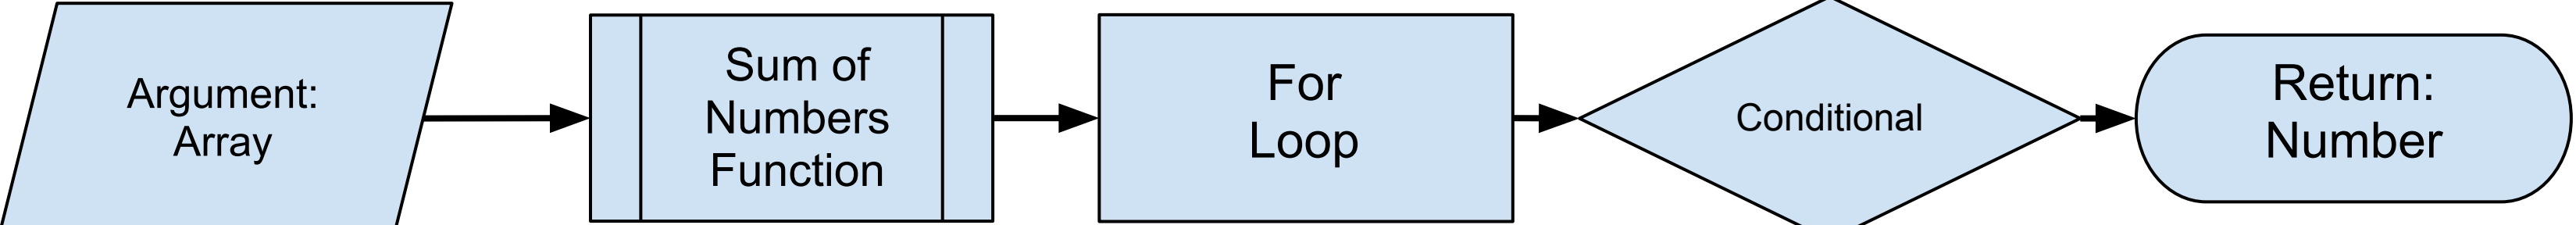 Argument:
Array
Sum of
Numbers
Function
For
Loop
Conditional
Return:
Number